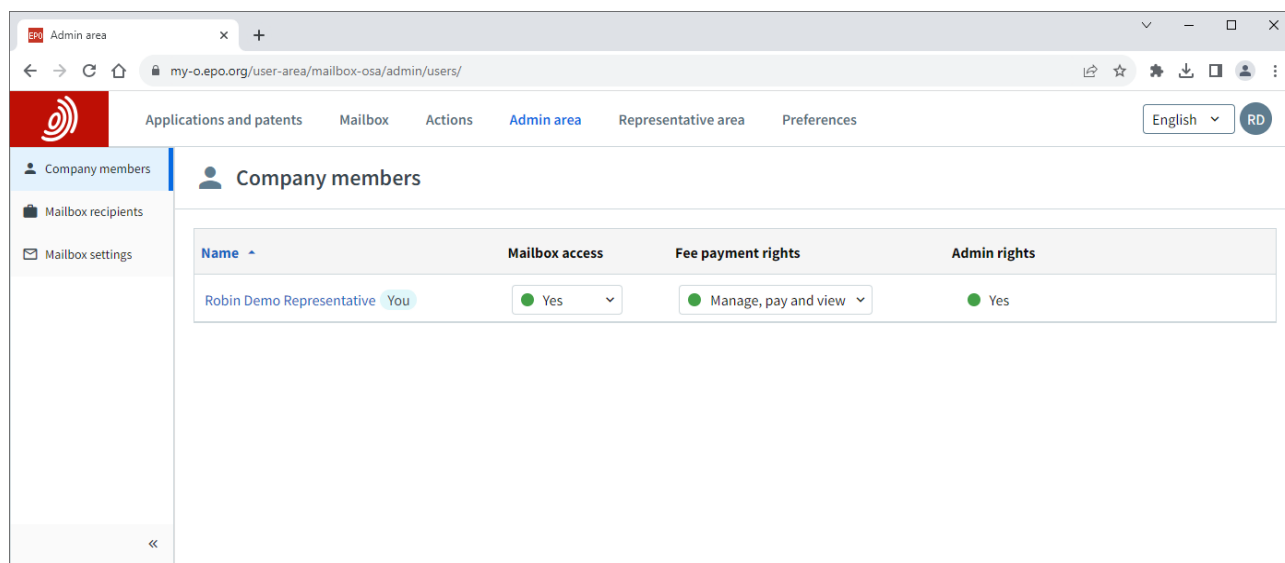 EPO Admin area
my-o.epo.org/user-area/mailbox-osa/admin/users/
Applications and patents Mailbox Actions Admin area Representative area Preferences English RD
Company members
Mailbox recipients
Mailbox settings
Company members
Name Mailbox access Fee payment rights Admin rights
Robin Demo Representative You Yes Manage, pay and view Yes